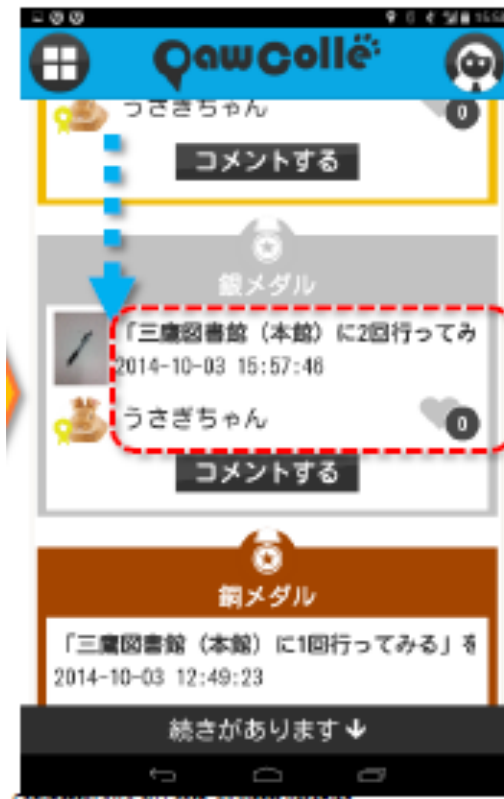 PawColle
うさぎちゃん
0
コメントする
銀メダル
「三鷹図書館（本館）に2回行ってみ
2014-10-03 15:57:46
うさぎちゃん
0
コメントする
銅メダル
「三鷹図書館（本館）に1回行ってみる」を
2014-10-03 12:49:23
続きがあります↓